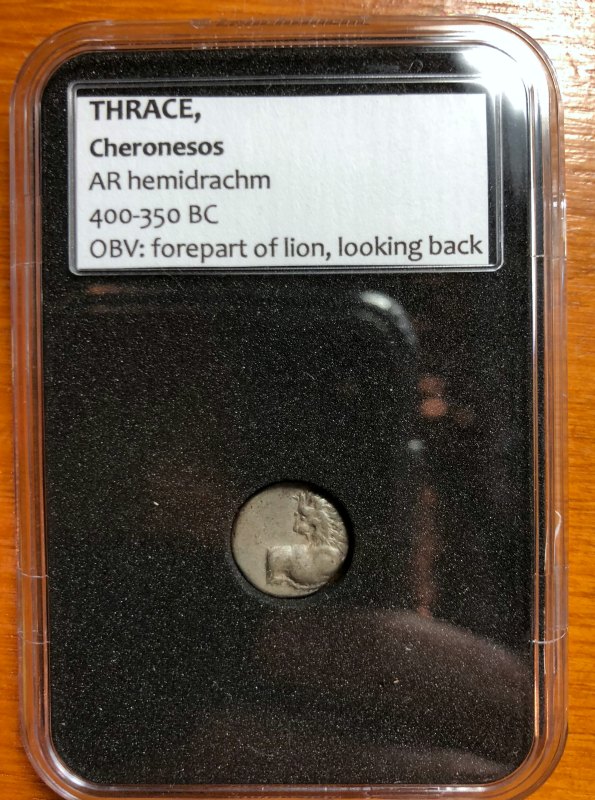 THRACE,
Cheronesos
AR hemidrachm
400-350 BC
OBV: forepart of lion, looking back